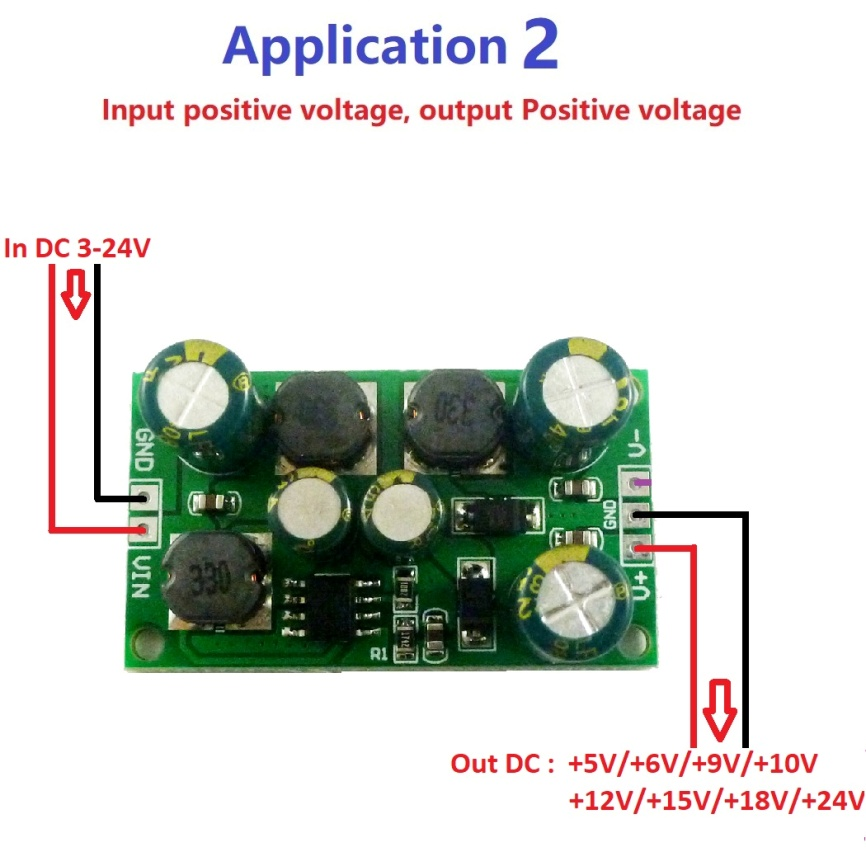 Application 2
Input positive voltage, output Positive voltage
In DC 3-24V
GND
VIN
330
330
330
V-
GND
V+
R1
Out DC : +5V/+6V/+9V/+10V
+12V/+15V/+18V/+24V